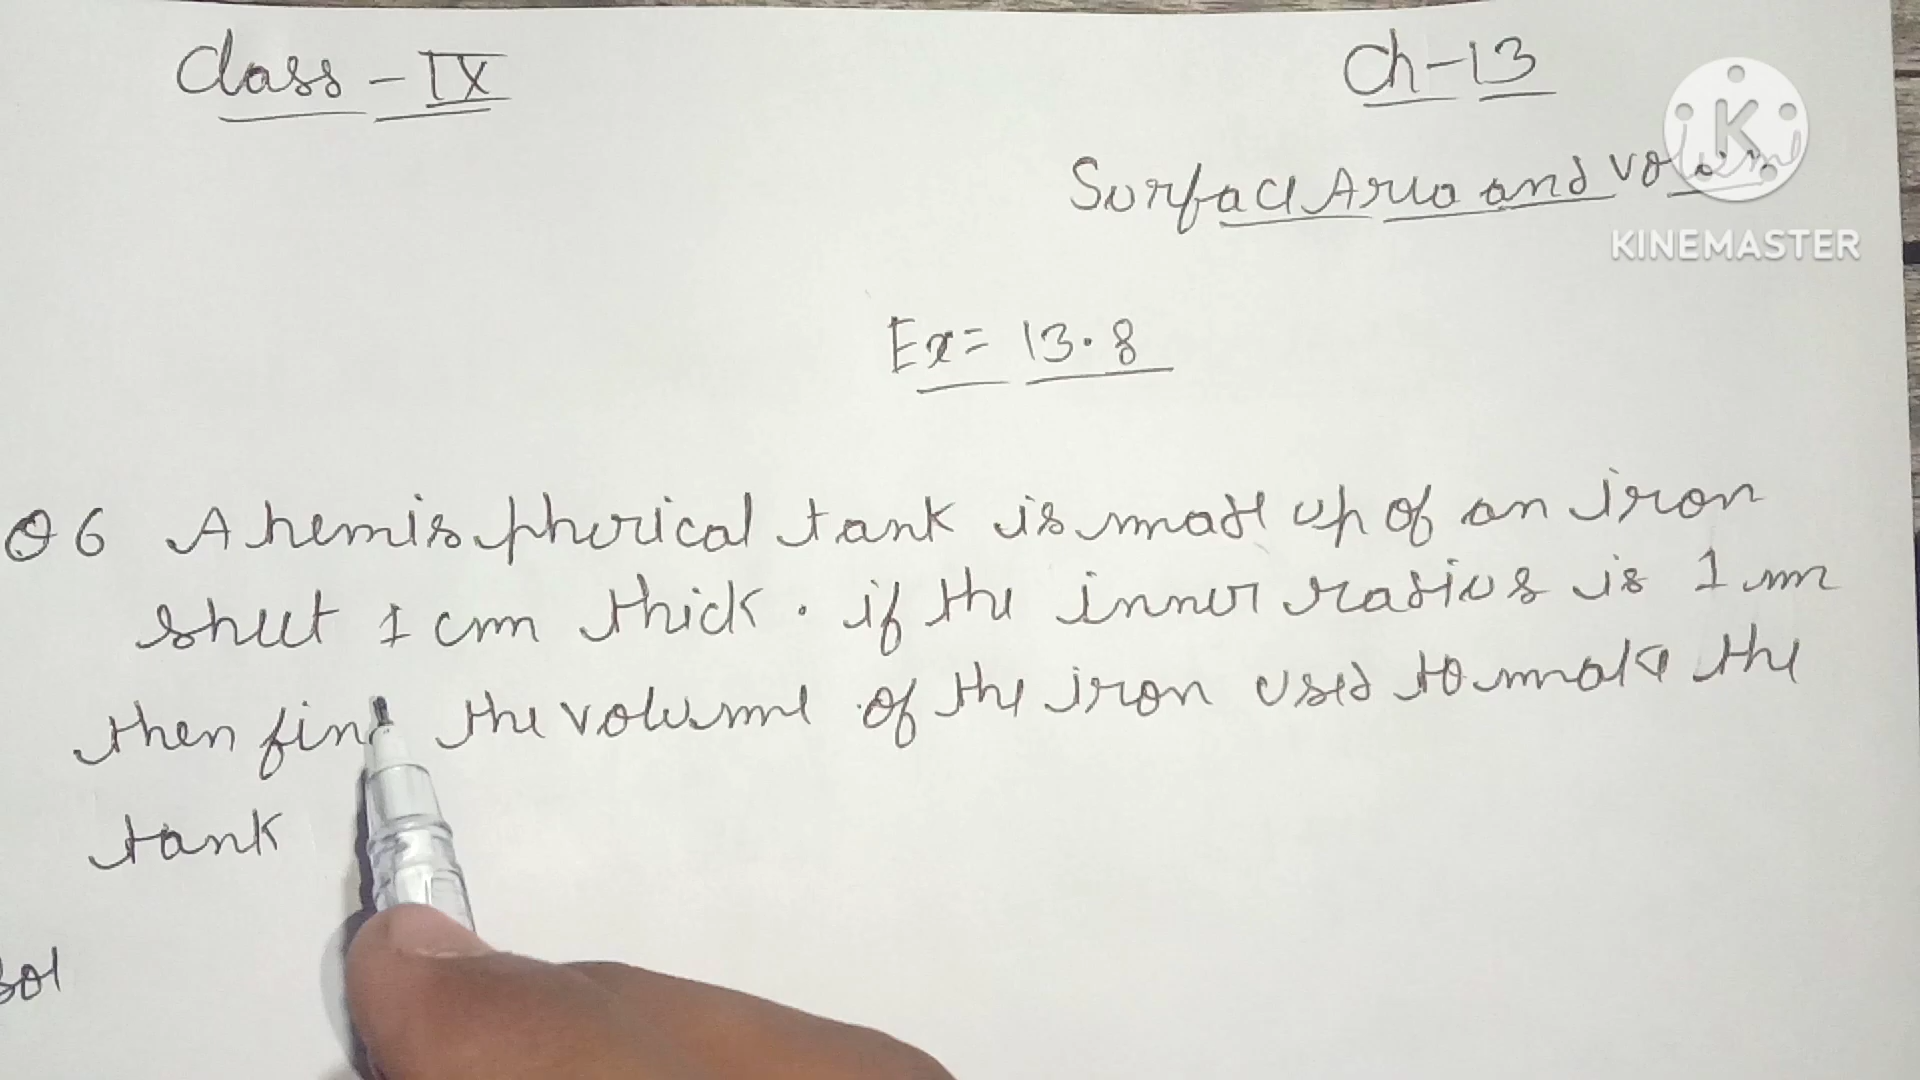 Class - IX
Ch-13
Surface Area and Volum
KINEMASTER
Ex = 13.8
Q6 A hemispherical tank is made up of an iron
sheet 1 cm thick. if the inner radius is 1 m
then find the volume of the iron used to make the
tank
Sol